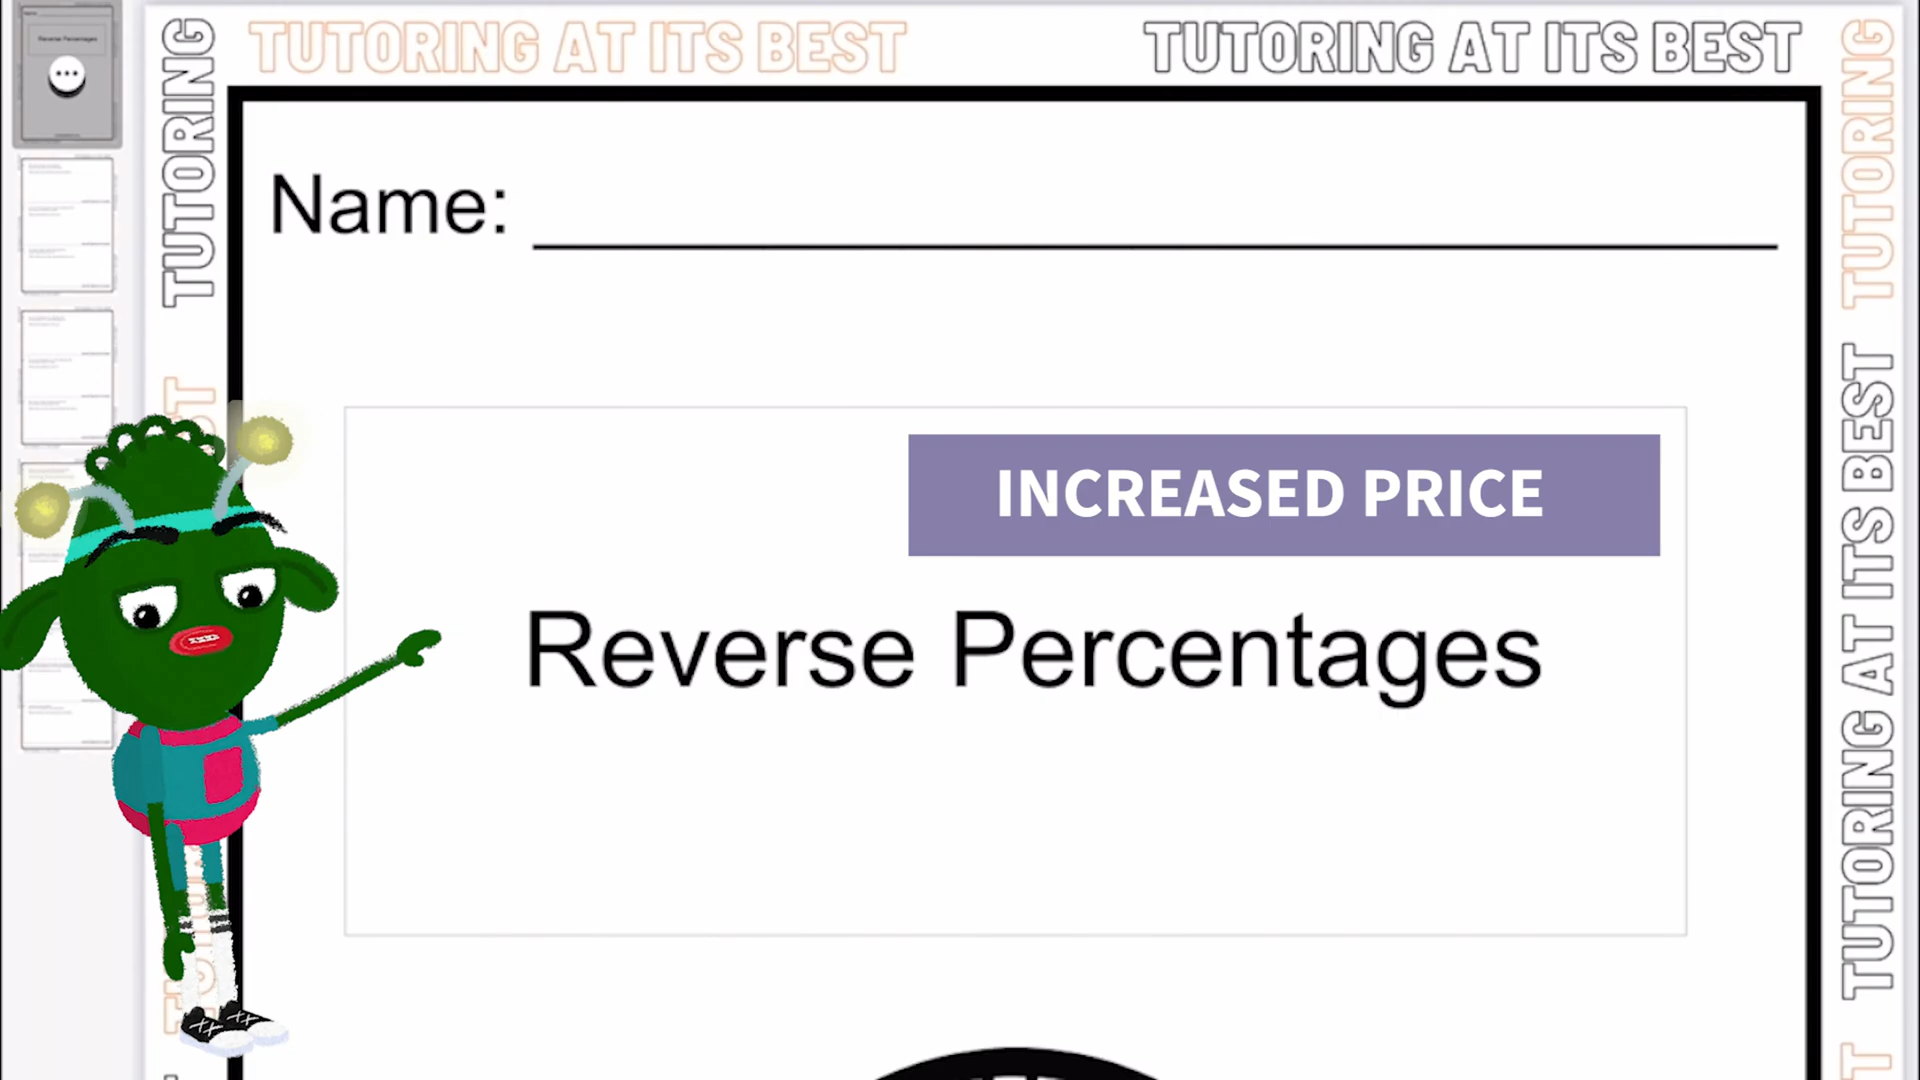 TUTORING AT ITS BEST TUTORING AT ITS BEST
TUTORING
TUTORING
Name:
INCREASED PRICE
Reverse Percentages
TUTORING AT ITS BEST